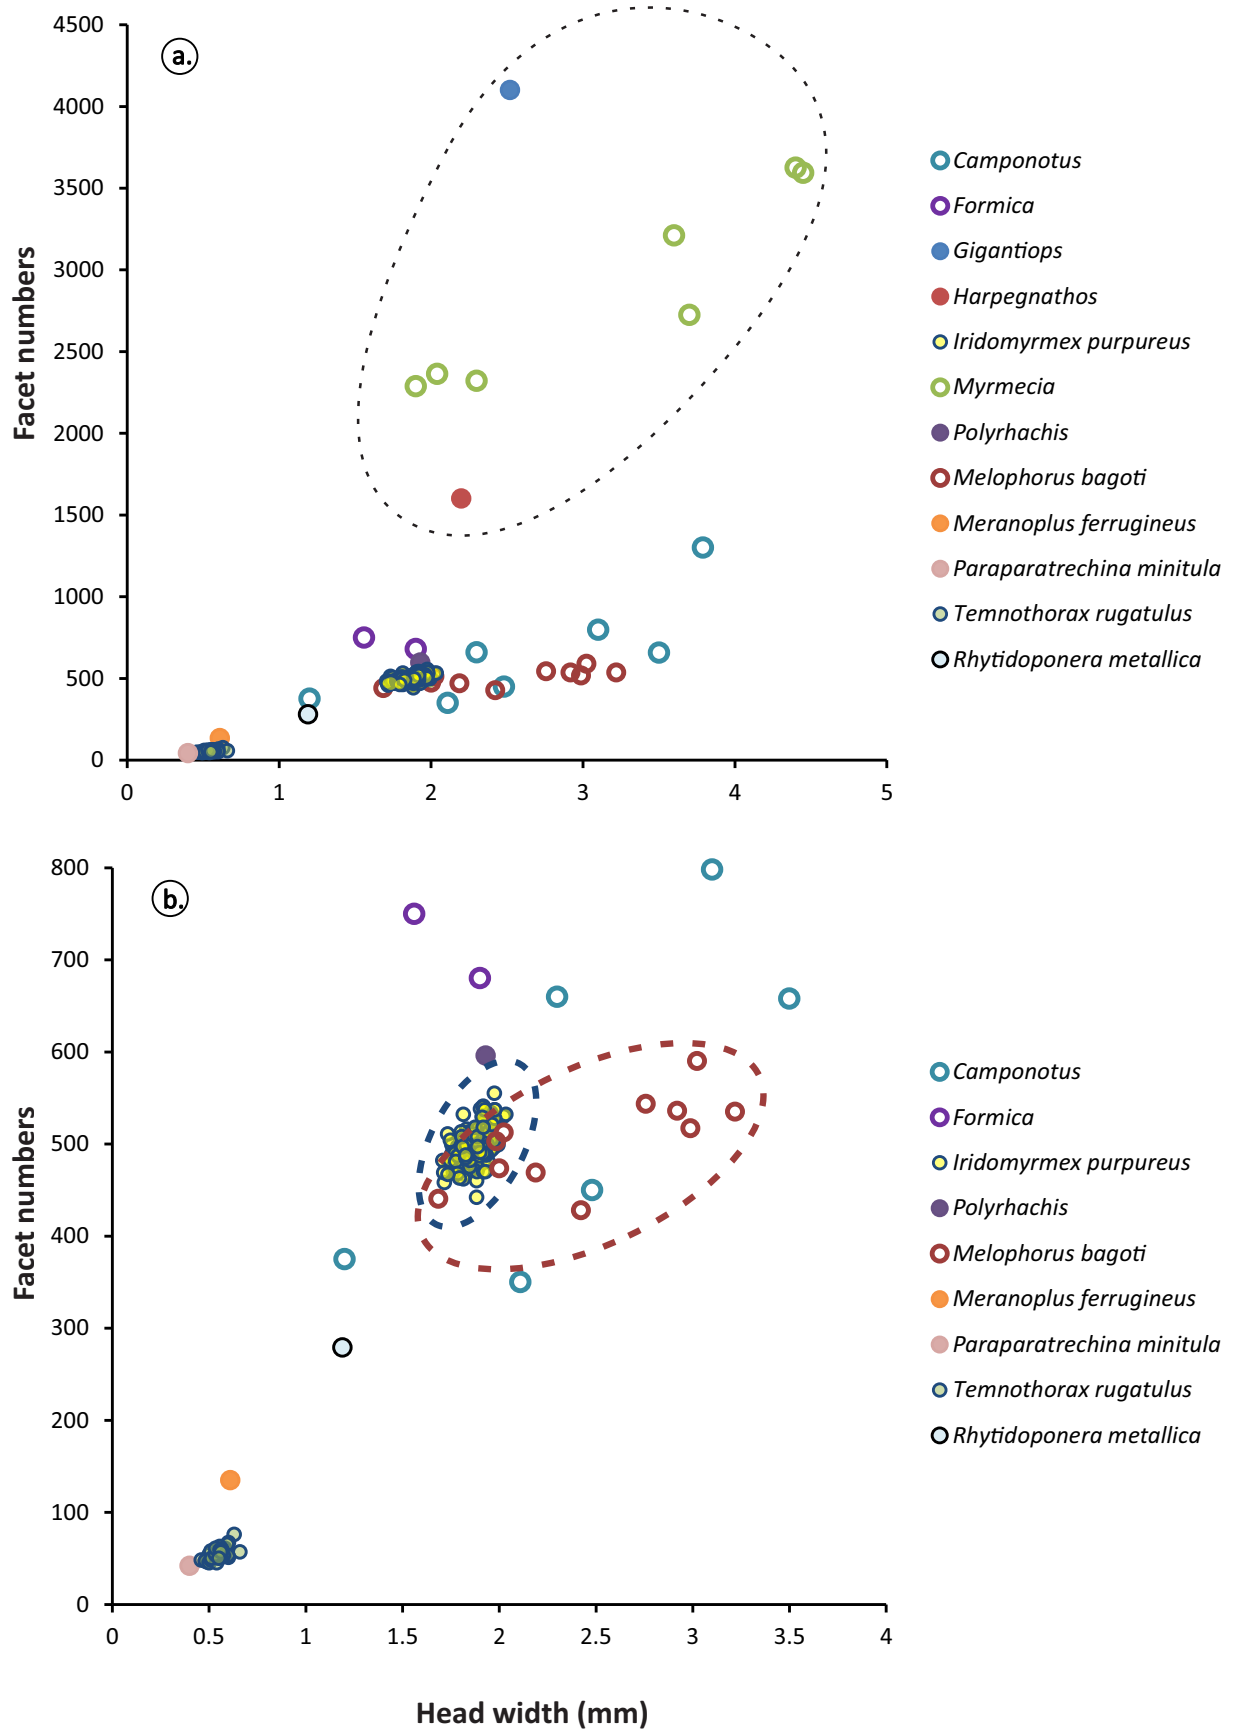 a.
4500
4000
3500
3000
2500
2000
1500
1000
500
0
Facet numbers
0 1 2 3 4 5
Camponotus
Formica
Gigantiops
Harpegnathos
Iridomyrmex purpureus
Myrmecia
Polyrhachis
Melophorus bagoti
Meranoplus ferrugineus
Paraparatrechina minitula
Temnothorax rugatulus
Rhytidoponera metallica
b.
800
700
600
500
400
300
200
100
0
Facet numbers
0 0.5 1 1.5 2 2.5 3 3.5 4
Head width (mm)
Camponotus
Formica
Iridomyrmex purpureus
Polyrhachis
Melophorus bagoti
Meranoplus ferrugineus
Paraparatrechina minitula
Temnothorax rugatulus
Rhytidoponera metallica